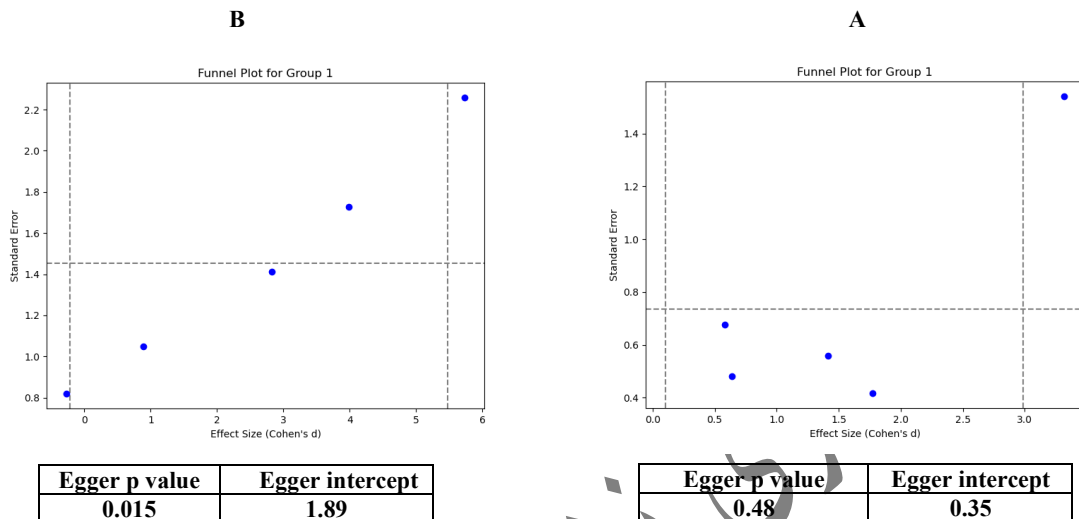 B
A
Funnel Plot for Group 1
2.2
2.0
1.8
1.6
1.4
1.2
1.0
0.8
Standard Error
0 1 2 3 4 5 6
Effect Size (Cohen's d)
Egger p value Egger intercept
0.015 1.89
Funnel Plot for Group 1
1.4
1.2
1.0
0.8
0.6
0.4
Standard Error
0.0 0.5 1.0 1.5 2.0 2.5 3.0
Effect Size (Cohen's d)
Egger p value Egger intercept
0.48 0.35